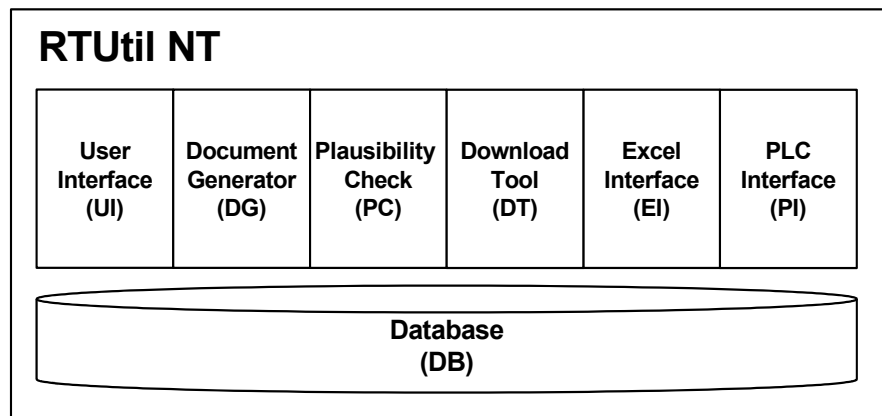 RTUtil NT
User
Interface
(UI)
Document
Generator
(DG)
Plausibility
Check
(PC)
Download
Tool
(DT)
Excel
Interface
(EI)
PLC
Interface
(PI)
Database
(DB)